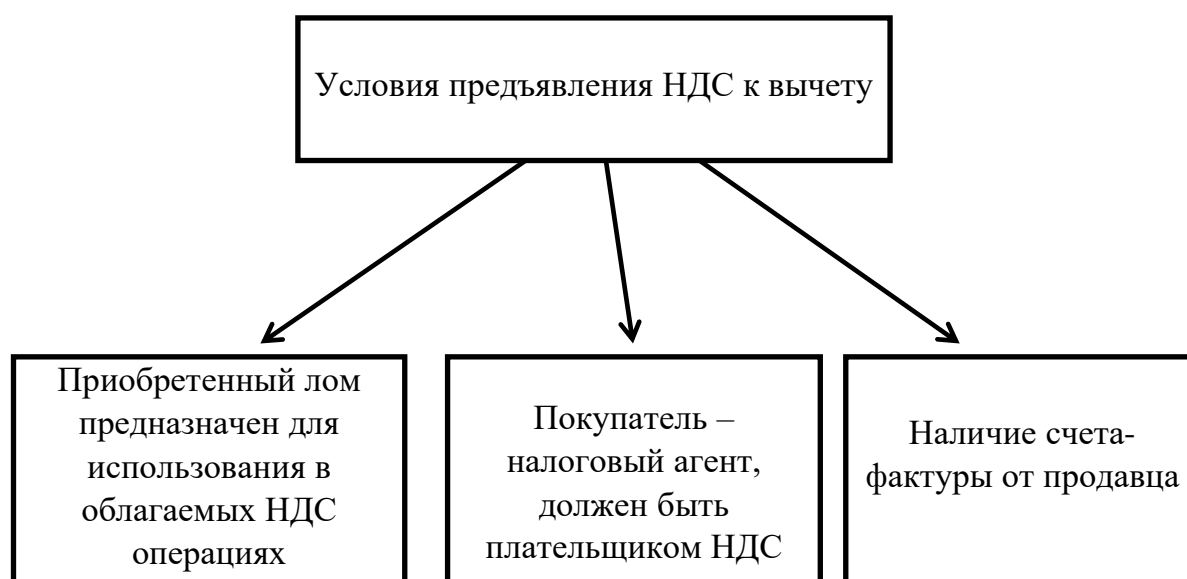 Условия предъявления НДС к вычету
Приобретенный лом
предназначен для
использования в
облагаемых НДС
операциях
Покупатель –
налоговый агент,
должен быть
плательщиком НДС
Наличие счета-
фактуры от продавца